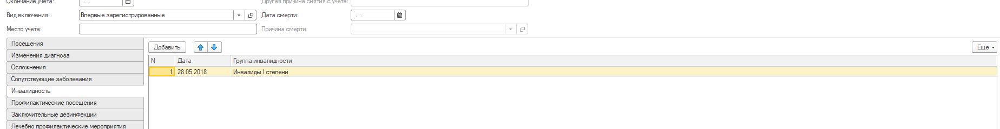 Окончание учета: . . Другая причина снятия с учета:
Вид включения: Впервые зарегистрированные Дата смерти: . .
Место учета: Причина смерти:
Посещения
Добавить Еще
Изменения диагноза
N Дата Группа инвалидности
Осложнения
1 28.05.2018 Инвалиды I степени
Сопутствующие заболевания
Инвалидность
Профилактические посещения
Заключительные дезинфекции
Лечебно профилактические мероприятия